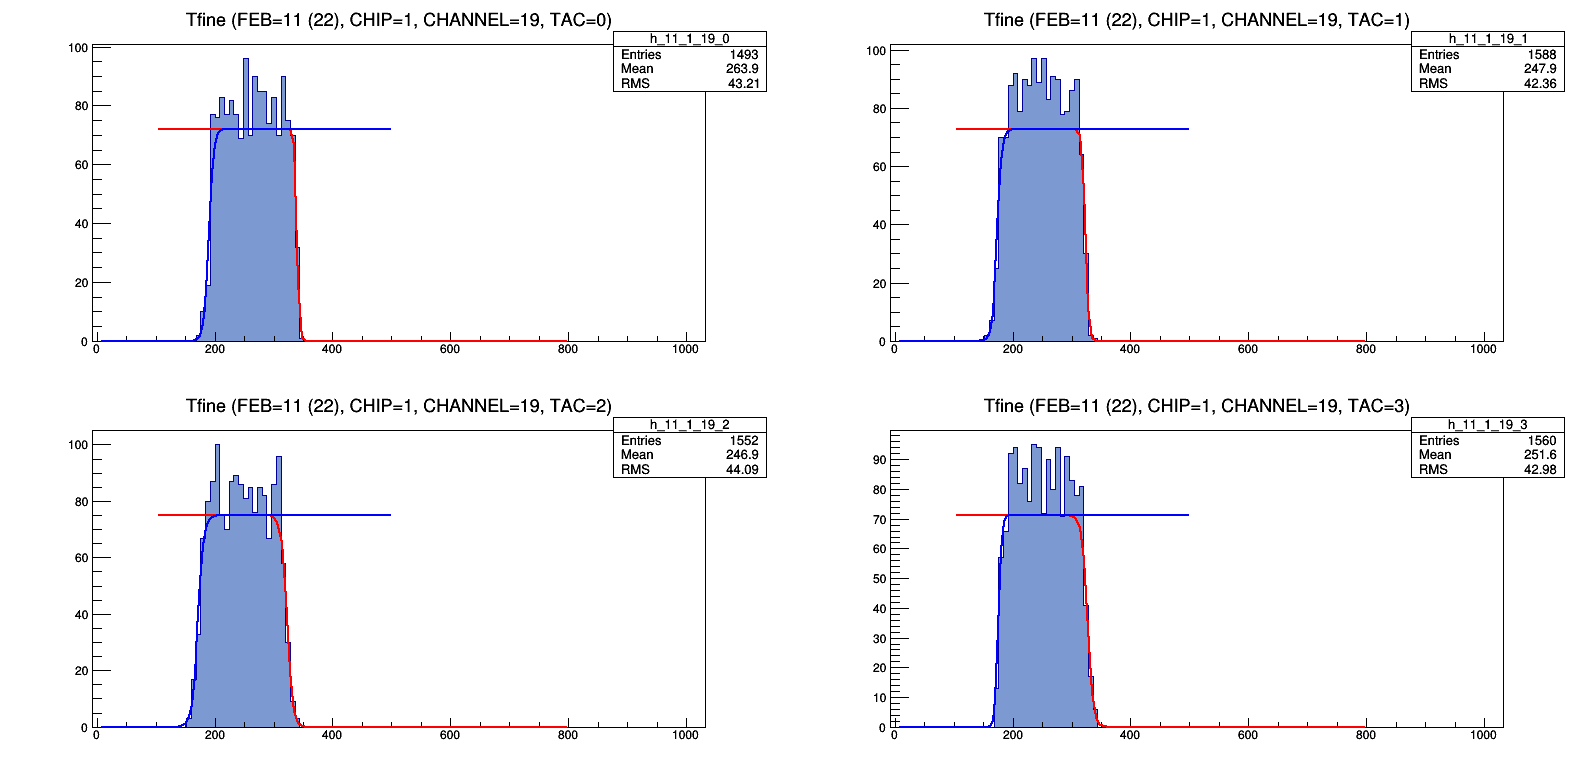 Tfine (FEB=11 (22), CHIP=1, CHANNEL=19, TAC=0)
h_11_1_19_0
Entries 1493
Mean 263.9
RMS 43.21
100
80
60
40
20
0
0 200 400 600 800 1000
Tfine (FEB=11 (22), CHIP=1, CHANNEL=19, TAC=1)
h_11_1_19_1
Entries 1588
Mean 247.9
RMS 42.36
100
80
60
40
20
0
0 200 400 600 800 1000
Tfine (FEB=11 (22), CHIP=1, CHANNEL=19, TAC=2)
h_11_1_19_2
Entries 1552
Mean 246.9
RMS 44.09
100
80
60
40
20
0
0 200 400 600 800 1000
Tfine (FEB=11 (22), CHIP=1, CHANNEL=19, TAC=3)
h_11_1_19_3
Entries 1560
Mean 251.6
RMS 42.98
90
80
70
60
50
40
30
20
10
0
0 200 400 600 800 1000